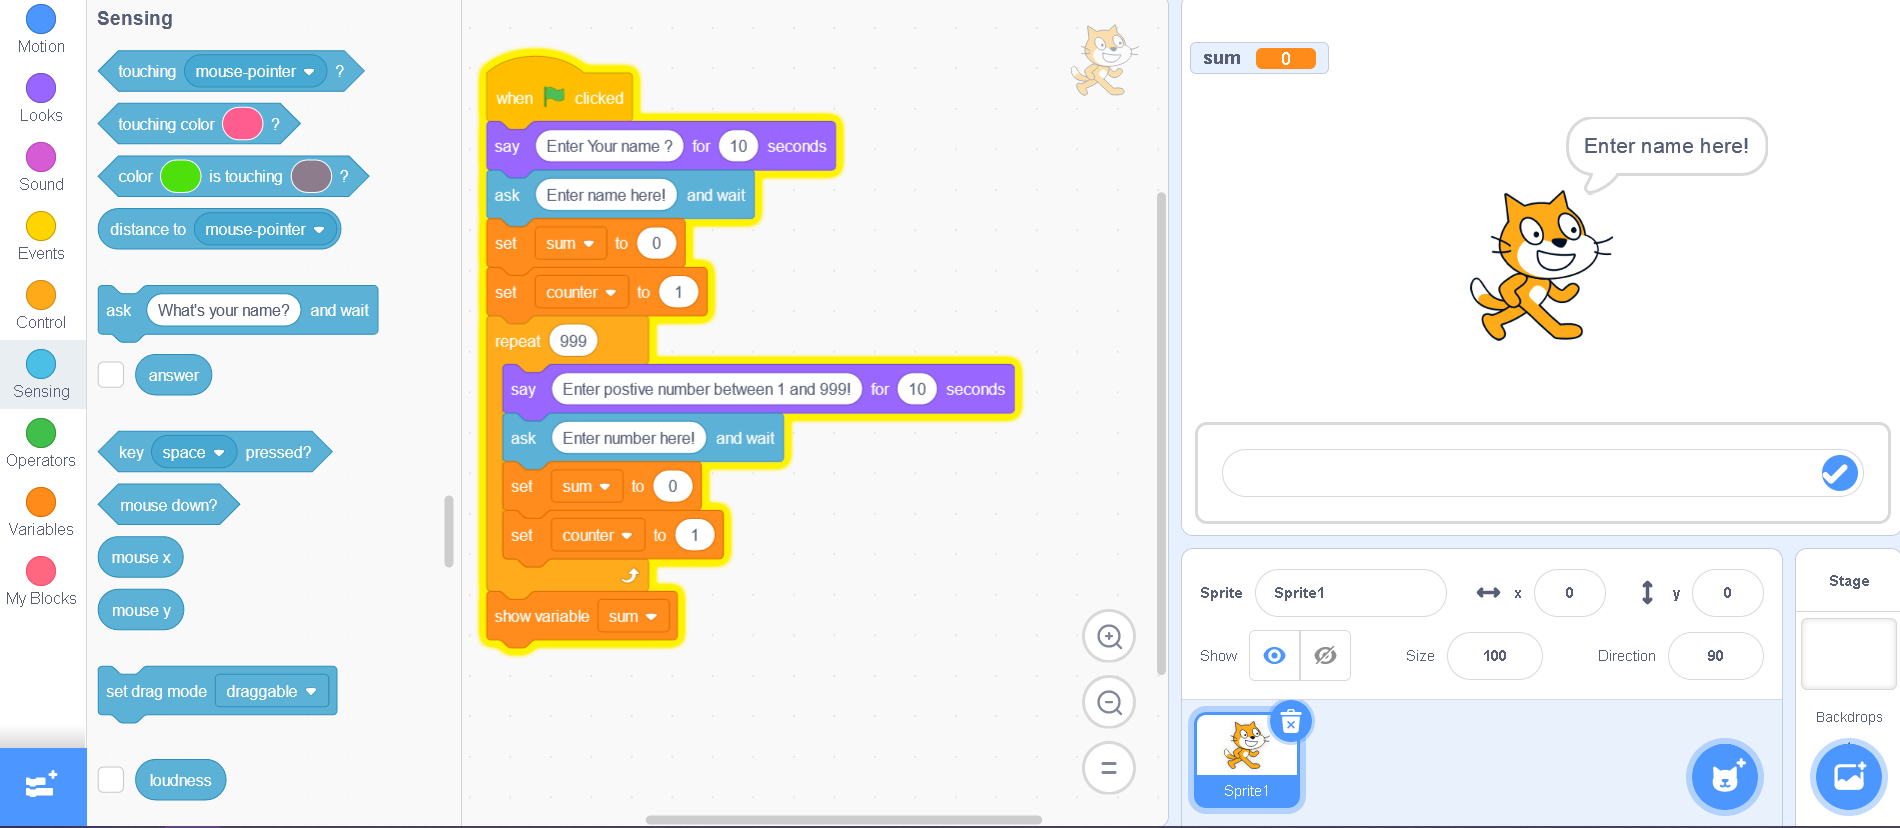 Motion
Looks
Sound
Events
Control
Sensing
Operators
Variables
My Blocks
Sensing
touching mouse-pointer ?
touching color ?
color is touching ?
distance to mouse-pointer
ask What's your name? and wait
answer
key space pressed?
mouse down?
mouse x
mouse y
set drag mode draggable
loudness
when clicked
say Enter Your name ? for 10 seconds
ask Enter name here! and wait
set sum to 0
set counter to 1
repeat 999
say Enter postive number between 1 and 999! for 10 seconds
ask Enter number here! and wait
set sum to 0
set counter to 1
show variable sum
sum 0
Enter name here!
Sprite Sprite1 x 0 y 0
Show Size 100 Direction 90
Sprite1
Stage
Backdrops